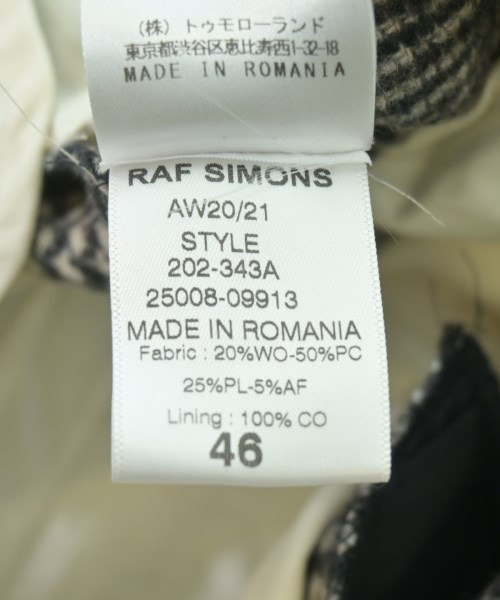 （株）トゥモローランド
東京都渋谷区恵比寿西1-32-18
MADE IN ROMANIA
RAF SIMONS
AW20/21
STYLE
202-343A
25008-09913
MADE IN ROMANIA
Fabric : 20%WO-50%PC
25%PL-5%AF
Lining : 100% CO
46